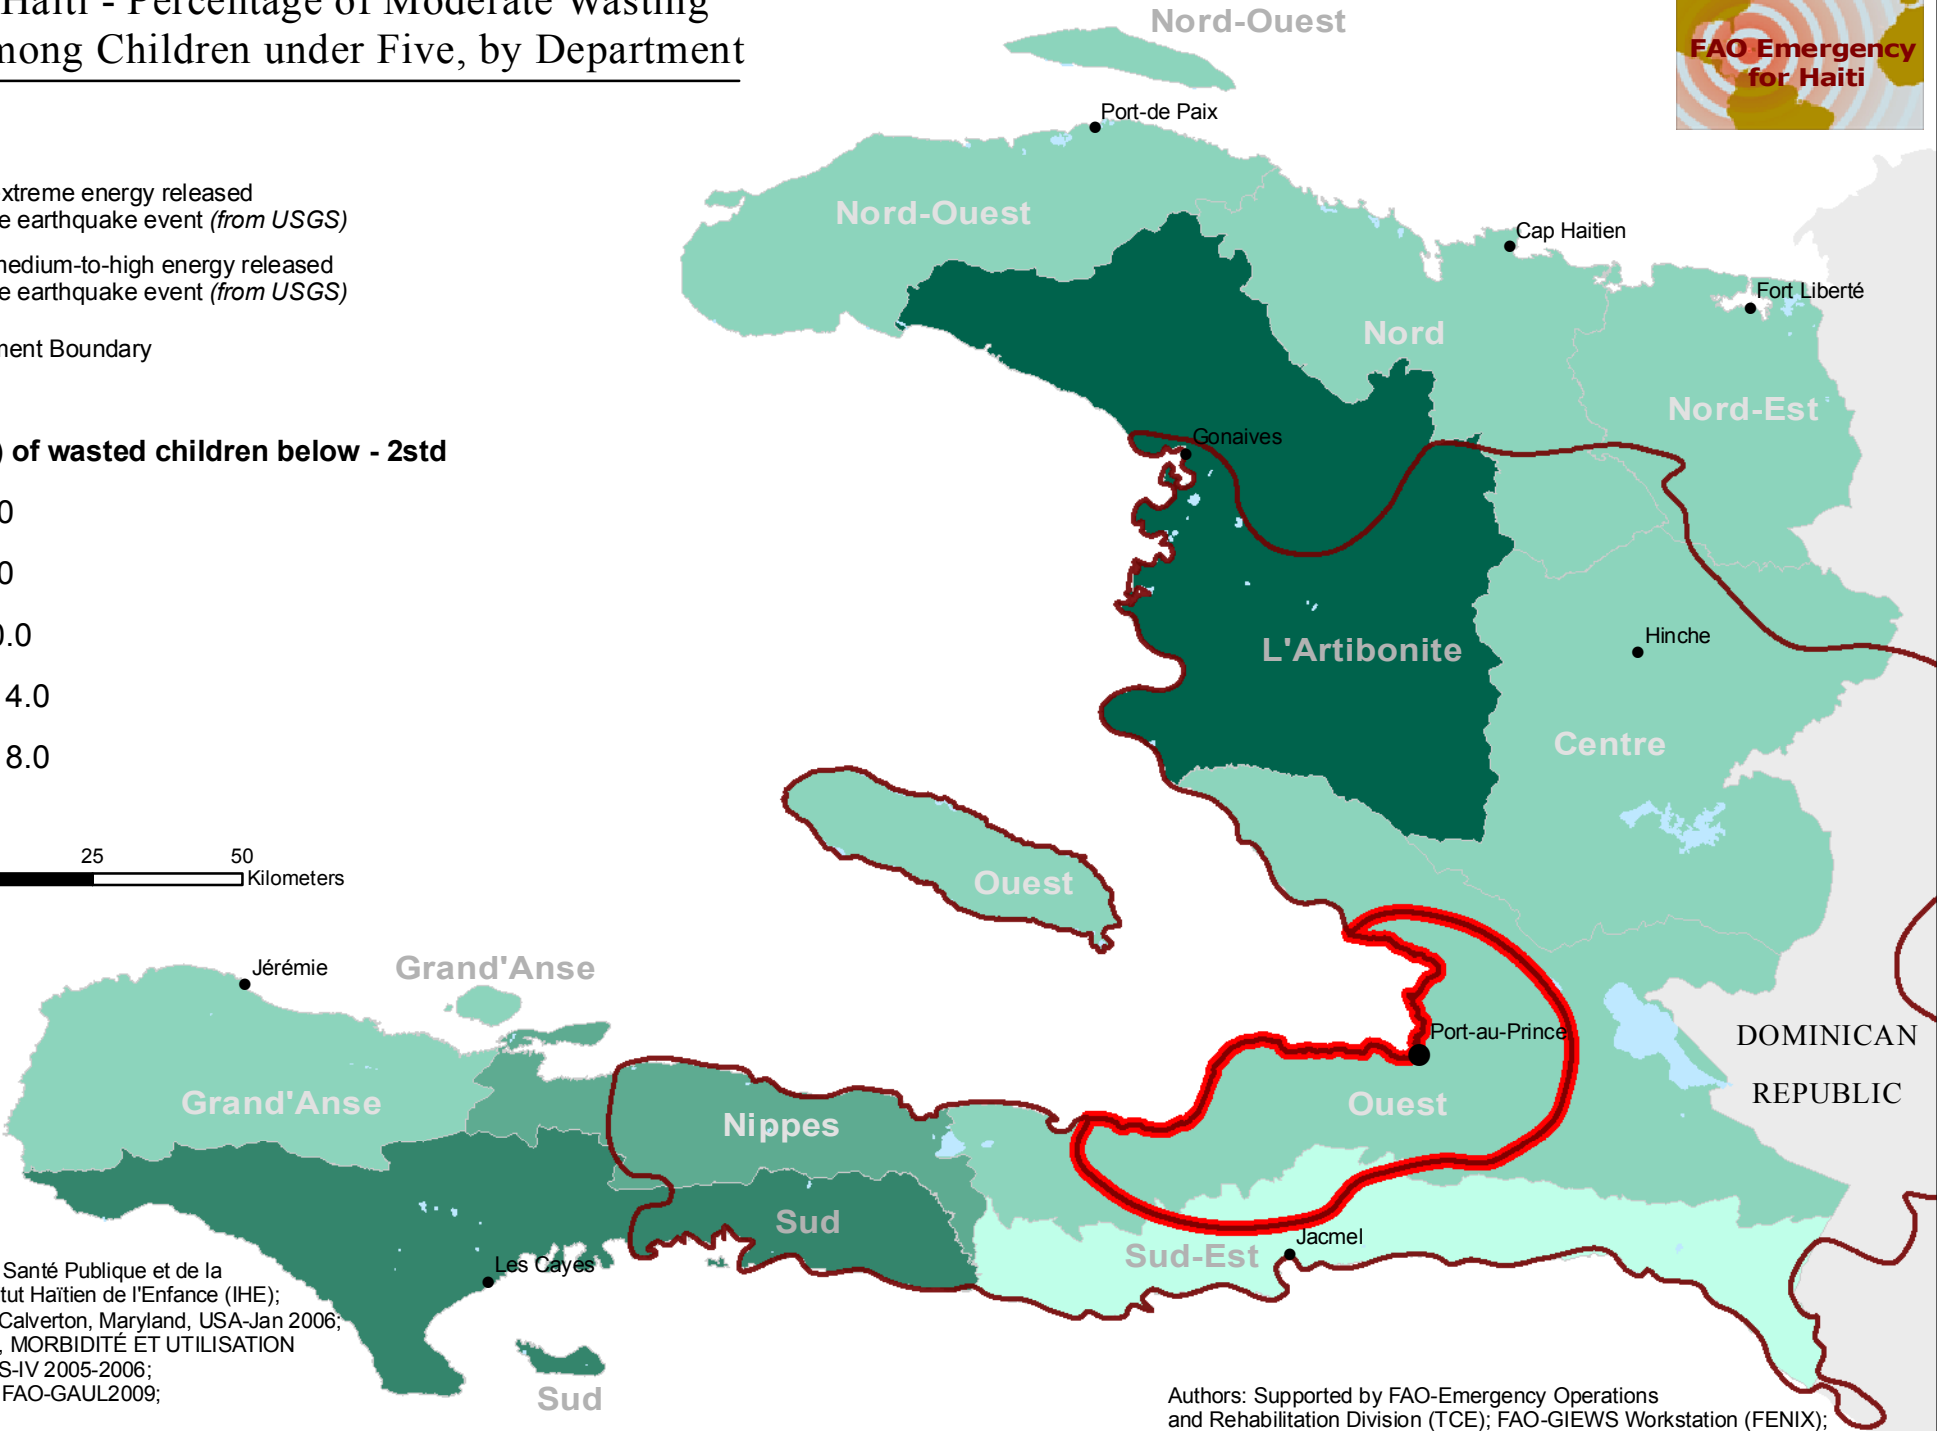 Haiti - Percentage of Moderate Wasting
mong Children under Five, by Department
FAO Emergency
for Haiti
xtreme energy released
e earthquake event (from USGS)
nedium-to-high energy released
e earthquake event (from USGS)
nent Boundary
) of wasted children below - 2std
0
0
0.0
4.0
8.0
25 50
Kilometers
Nord-Ouest
Port-de Paix
Nord-Ouest
Cap Haitien
Fort Liberté
Nord
Nord-Est
Gonaives
Hinche
L'Artibonite
Centre
Ouest
Jérémie
Grand'Anse
Port-au-Prince
DOMINICAN
REPUBLIC
Grand'Anse
Nippes
Ouest
Sud
Jacmel
Sud-Est
Les Cayes
Sud
Santé Publique et de la
tut Haïtien de l'Enfance (IHE);
Calverton, Maryland, USA-Jan 2006;
, MORBIDITÉ ET UTILISATION
S-IV 2005-2006;
FAO-GAUL2009;
Authors: Supported by FAO-Emergency Operations
and Rehabilitation Division (TCE); FAO-GIEWS Workstation (FENIX);